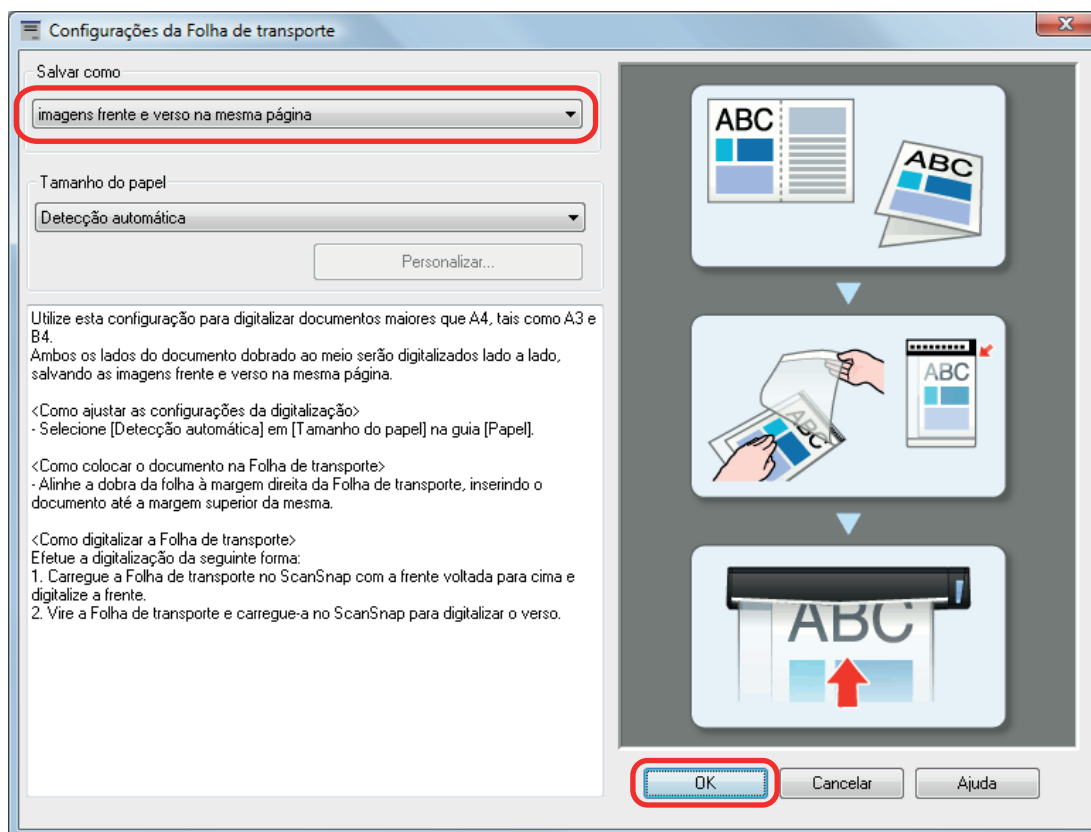 Configurações da Folha de transporte
Salvar como
imagens frente e verso na mesma página
Tamanho do papel
Detecção automática
Personalizar...
Utilize esta configuração para digitalizar documentos maiores que A4, tais como A3 e
B4.
Ambos os lados do documento dobrado ao meio serão digitalizados lado a lado,
salvando as imagens frente e verso na mesma página.
<Como ajustar as configurações da digitalização>
- Selecione [Detecção automática] em [Tamanho do papel] na guia [Papel].
<Como colocar o documento na Folha de transporte>
- Alinhe a dobra da folha à margem direita da Folha de transporte, inserindo o
documento até a margem superior da mesma.
<Como digitalizar a Folha de transporte>
Efetue a digitalização da seguinte forma:
1. Carregue a Folha de transporte no ScanSnap com a frente voltada para cima e
digitalize a frente.
2. Vire a Folha de transporte e carregue-a no ScanSnap para digitalizar o verso.
ABC
ABC
ABC
ABC
ABC
OK
Cancelar
Ajuda